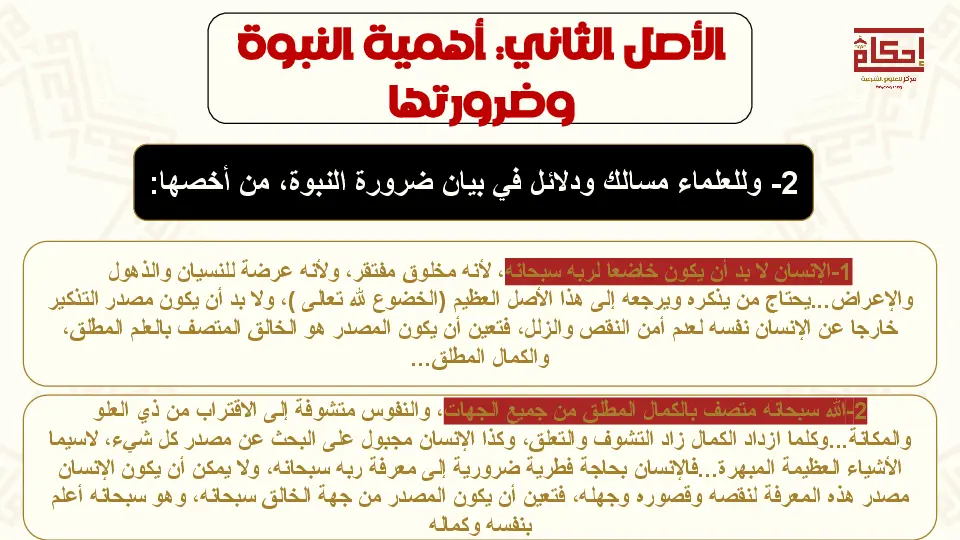 الأصل الثاني: أهمية النبوة
وضرورتها
إحكام
مركز للعلوم الشرعية
2- وللعلماء مسالك ودلائل في بيان ضرورة النبوة، من أخصها:
1-الإنسان لا بد أن يكون خاضعا لربه سبحانه، لأنه مخلوق مفتقر، ولأنه عرضة للنسيان والذهول
والإعراض...يحتاج من يذكره ويرجعه إلى هذا الأصل العظيم (الخضوع لله تعالى )، ولا بد أن يكون مصدر التذكير
خارجا عن الإنسان نفسه لعدم أمن النقص والزلل، فتعين أن يكون المصدر هو الخالق المتصف بالعلم المطلق،
والكمال المطلق...
2-الله سبحانه متصف بالكمال المطلق من جميع الجهات، والنفوس متشوفة إلى الاقتراب من ذي العلو
والمكانة...وكلما ازداد الكمال زاد التشوف والتعلق، وكذا الإنسان مجبول على البحث عن مصدر كل شيء، لاسيما
الأشياء العظيمة المبهرة...فالإنسان بحاجة فطرية ضرورية إلى معرفة ربه سبحانه، ولا يمكن أن يكون الإنسان
مصدر هذه المعرفة لنقصه وقصوره وجهله، فتعين أن يكون المصدر من جهة الخالق سبحانه، وهو سبحانه أعلم
بنفسه وكماله